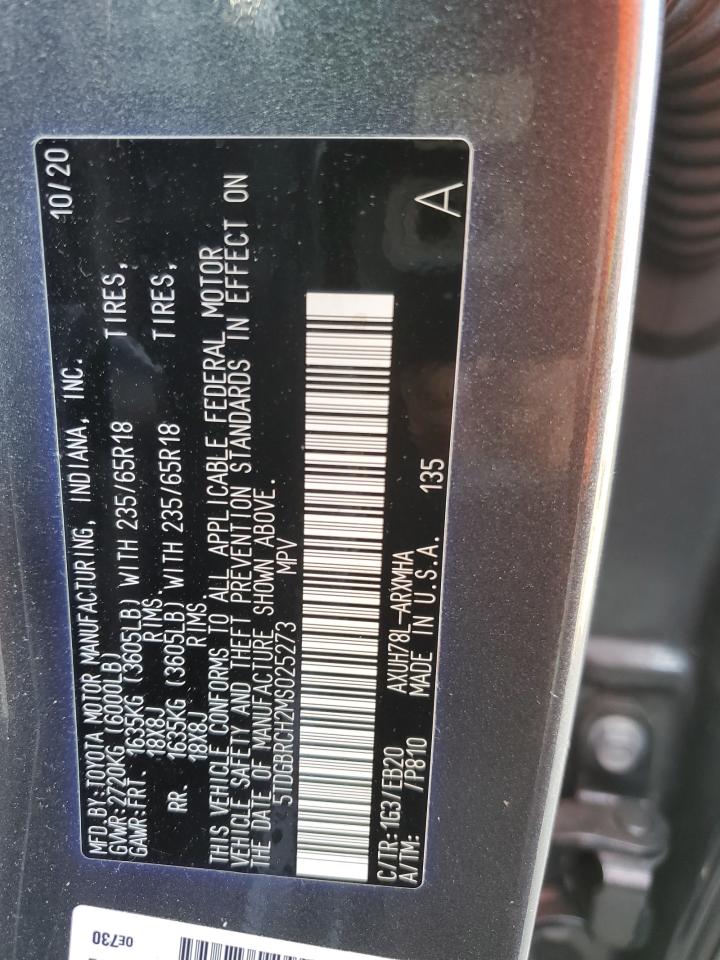 MFD.BY:TOYOTA MOTOR MANUFACTURING, INDIANA, INC. 10/20
GVWR:2720KG (6000LB)
GAWR:FRT. 1635KG (3605LB) WITH 235/65R18 TIRES,
18X8J RIMS,
RR. 1635KG (3605LB) WITH 235/65R18 TIRES,
18X8J RIMS
THIS VEHICLE CONFORMS TO ALL APPLICABLE FEDERAL MOTOR
VEHICLE SAFETY AND THEFT PREVENTION STANDARDS IN EFFECT ON
THE DATE OF MANUFACTURE SHOWN ABOVE.
5TDGBRCH2MS025273 MPV
C/TR:1G3/EB20 AXUH78L-ARXMHA A
A/TM: /P810 MADE IN U.S.A. 135
0E730